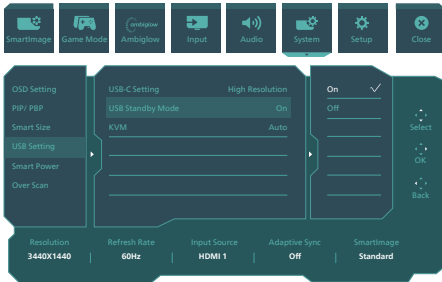 ambiglow
SmartImage Game Mode Ambiglow Input Audio System Setup Close
OSD Setting USB-C Setting High Resolution On
PIP/ PBP USB Standby Mode On Off
Smart Size KVM Auto
USB Setting
Smart Power
Over Scan
Select
OK
Back
Resolution Refresh Rate Input Source Adaptive Sync SmartImage
3440X1440 | 60Hz | HDMI 1 | Off | Standard